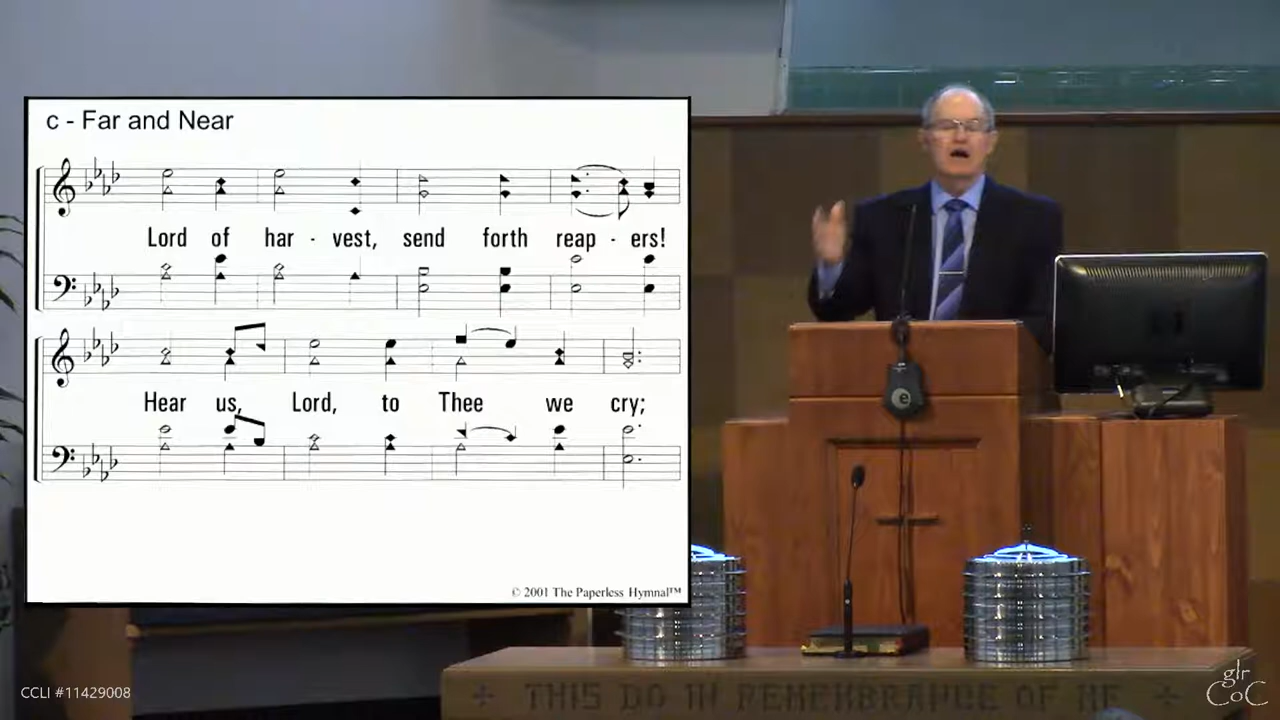 c - Far and Near
Lord of har - vest, send forth reap - ers!
Hear us, Lord, to Thee we cry;
© 2001 The Paperless Hymnal™
e
THIS DO IN REMEMBRANCE OF ME
CCLI #11429008
glr
CoC